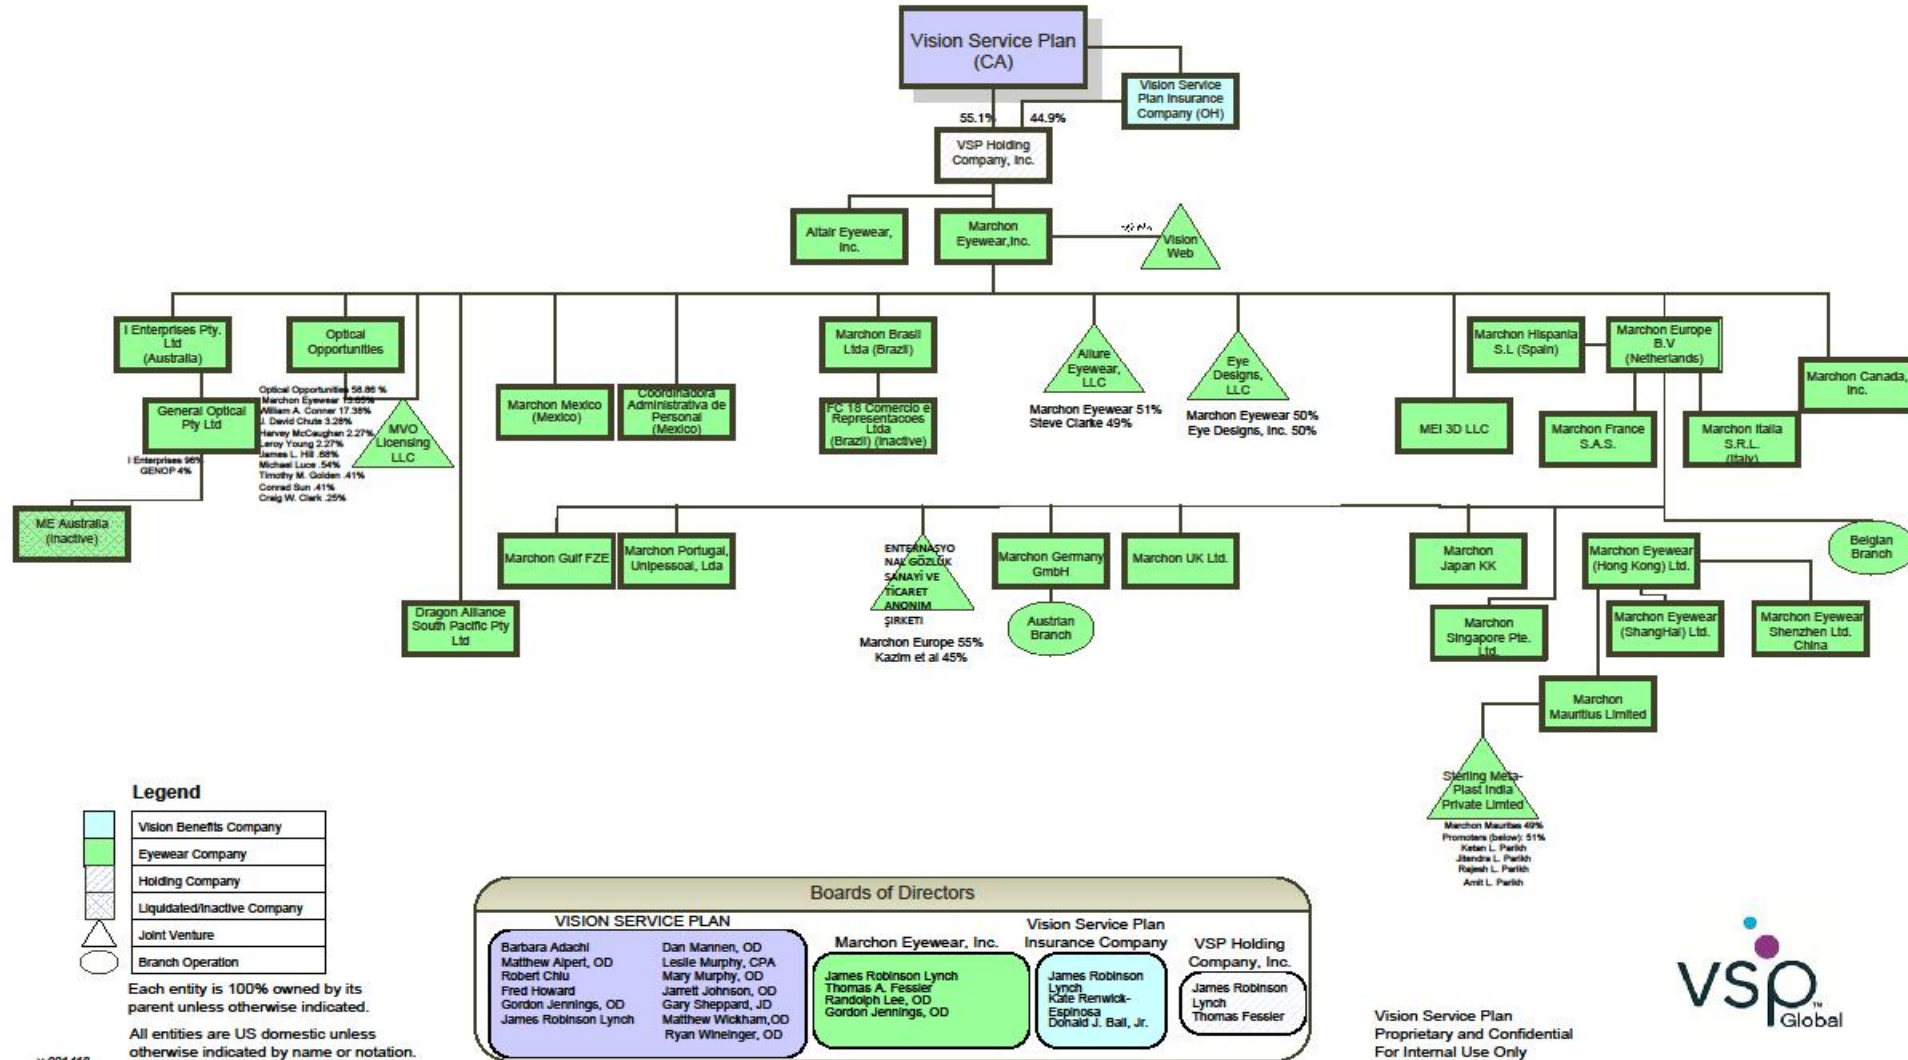 Vision Service Plan
(CA)
Vision Service
Plan Insurance
Company (OH)
55.1%
44.9%
VSP Holding
Company, Inc.
Altair Eyewear,
Inc.
Marchon
Eyewear,Inc.
Vision
Web
I Enterprises Pty.
Ltd
(Australia)
Optical
Opportunities
Marchon Brasil
Ltda (Brazil)
Allure
Eyewear,
LLC
Eye
Designs,
LLC
Marchon Hispania
S.L (Spain)
Marchon Europe
B.V
(Netherlands)
Marchon Canada,
Inc.
General Optical
Pty Ltd
I Enterprises 96%
GENOP 4%
Optical Opportunities 58.86 %
Marchon Eyewear
William A. Conner 17.38%
J. David Chute 3.28%
Harvey McCaughan 2.27%
Leroy Young 2.27%
James L. Hill .68%
Michael Luce .54%
Timothy M. Golden .41%
Conrad Sun .41%
Craig W. Clark .25%
MVO
Licensing
LLC
Marchon Mexico
(Mexico)
Coordinadora
Administrativa de
Personal
(Mexico)
FC 18 Comercio e
Representacoes
Ltda
(Brazil) (Inactive)
Marchon Eyewear 51%
Steve Clarke 49%
Marchon Eyewear 50%
Eye Designs, Inc. 50%
MEI 3D LLC
Marchon France
S.A.S.
Marchon Italia
S.R.L.
(Italy)
ME Australia
(Inactive)
Dragon Alliance
South Pacific Pty
Ltd
Marchon Gulf FZE
Marchon Portugal,
Unipessoal, Lda
ENTERNASYO
NAL GÖZLÜK
SANAYİ VE
TİCARET
ANONIM
ŞIRKETI
Marchon Europe 55%
Kazim et al 45%
Marchon Germany
GmbH
Austrian
Branch
Marchon UK Ltd.
Marchon
Japan KK
Marchon
Singapore Pte.
Ltd.
Marchon Eyewear
(Hong Kong) Ltd.
Marchon Eyewear
(ShangHai) Ltd.
Marchon Eyewear
Shenzhen Ltd.
China
Belgian
Branch
Marchon
Mauritius Limited
Sterling Meta-
Plast India
Private Limted
Marchon Mauritas 49%
Promoters (below): 51%
Ketan L. Parikh
Jitendra L. Parikh
Rajesh L. Parikh
Amit L. Parikh
Legend
Vision Benefits Company
Eyewear Company
Holding Company
Liquidated/Inactive Company
Joint Venture
Branch Operation
Each entity is 100% owned by its
parent unless otherwise indicated.
All entities are US domestic unless
otherwise indicated by name or notation.
Boards of Directors
VISION SERVICE PLAN
Barbara Adachi
Matthew Alpert, OD
Robert Chiu
Fred Howard
Gordon Jennings, OD
James Robinson Lynch
Dan Mannen, OD
Leslie Murphy, CPA
Mary Murphy, OD
Jarrett Johnson, OD
Gary Sheppard, JD
Matthew Wickham,OD
Ryan Wineinger, OD
Marchon Eyewear, Inc.
James Robinson Lynch
Thomas A. Fessler
Randolph Lee, OD
Gordon Jennings, OD
Vision Service Plan
Insurance Company
James Robinson
Lynch
Kate Renwick-
Espinosa
Donald J. Ball, Jr.
VSP Holding
Company, Inc.
James Robinson
Lynch
Thomas Fessler
Vision Service Plan
Proprietary and Confidential
For Internal Use Only
vsp
TM
Global